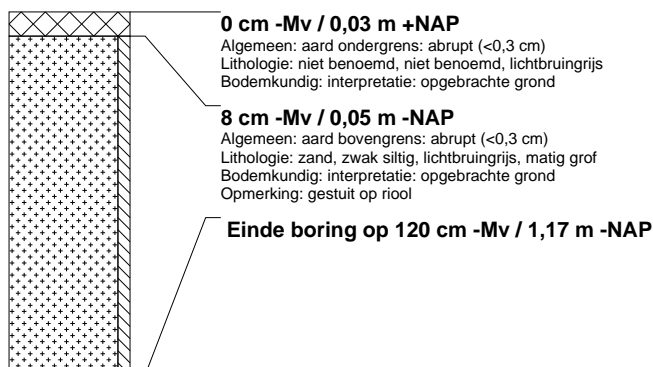 0 cm -Mv / 0,03 m +NAP
Algemeen: aard ondergrens: abrupt (<0,3 cm)
Lithologie: niet benoemd, niet benoemd, lichtbruingrijs
Bodemkundig: interpretatie: opgebrachte grond
8 cm -Mv / 0,05 m -NAP
Algemeen: aard bovengrens: abrupt (<0,3 cm)
Lithologie: zand, zwak siltig, lichtbruingrijs, matig grof
Bodemkundig: interpretatie: opgebrachte grond
Opmerking: gestuit op riool
Einde boring op 120 cm -Mv / 1,17 m -NAP